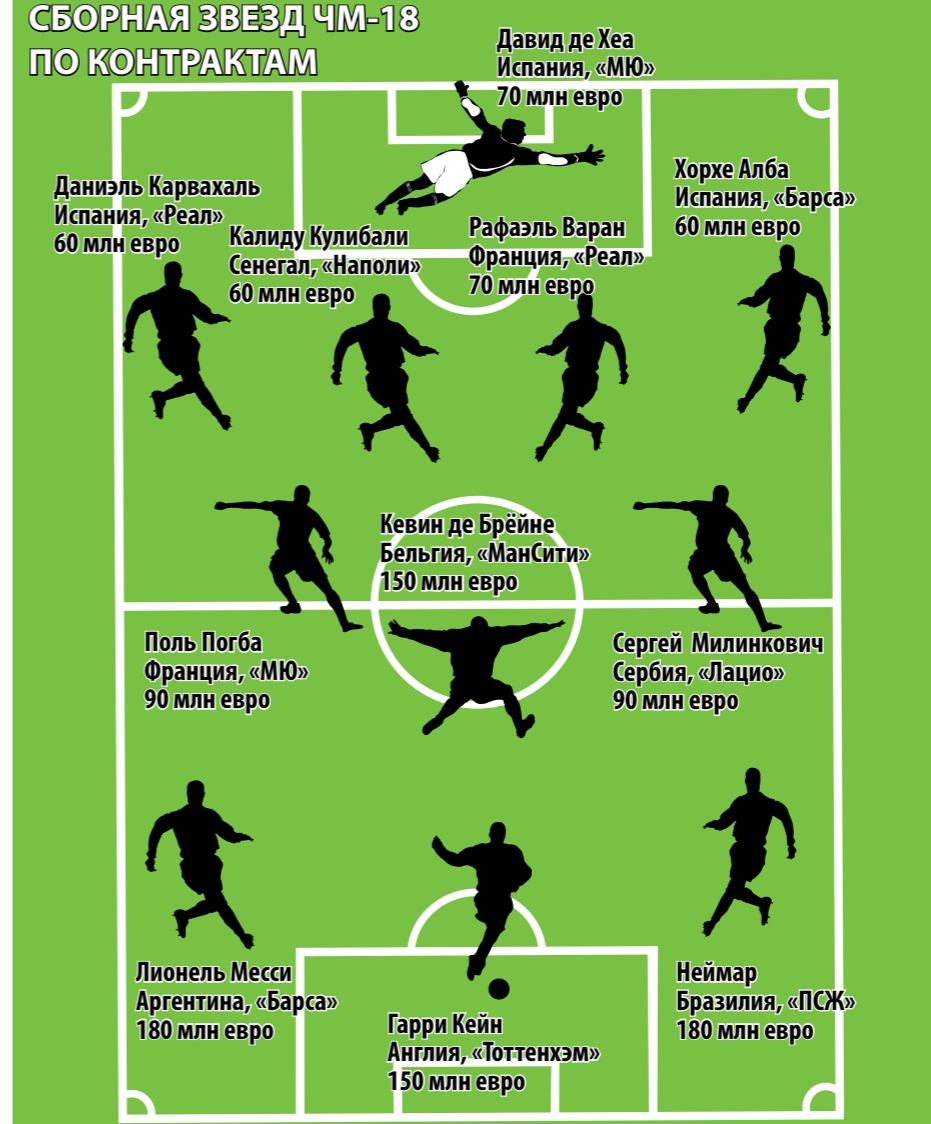 СБОРНАЯ ЗВЕЗД ЧМ-18
ПО КОНТРАКТАМ
Давид де Хеа
Испания, «МЮ»
70 млн евро
Даниэль Карвахаль
Испания, «Реал»
60 млн евро
Калиду Кулибали
Сенегал, «Наполи»
60 млн евро
Рафаэль Варан
Франция, «Реал»
70 млн евро
Хорхе Алба
Испания, «Барса»
60 млн евро
Кевин де Брёйне
Бельгия, «МанСити»
150 млн евро
Поль Погба
Франция, «МЮ»
90 млн евро
Сергей Милинкович
Сербия, «Лацио»
90 млн евро
Лионель Месси
Аргентина, «Барса»
180 млн евро
Гарри Кейн
Англия, «Тоттенхэм»
150 млн евро
Неймар
Бразилия, «ПСЖ»
180 млн евро